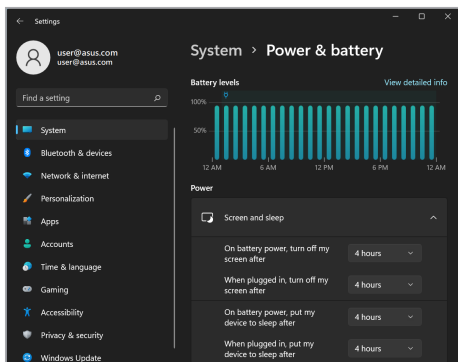 Settings
user@asus.com
user@asus.com
Find a setting
System
Bluetooth & devices
Network & internet
Personalization
Apps
Accounts
Time & language
Gaming
Accessibility
Privacy & security
Windows Update
System > Power & battery
Battery levels
View detailed info
100%
50%
12 AM 6 AM 12 PM 6 PM 12 AM
Power
Screen and sleep
On battery power, turn off my
screen after
4 hours
When plugged in, turn off my
screen after
4 hours
On battery power, put my
device to sleep after
4 hours
When plugged in, put my
device to sleep after
4 hours